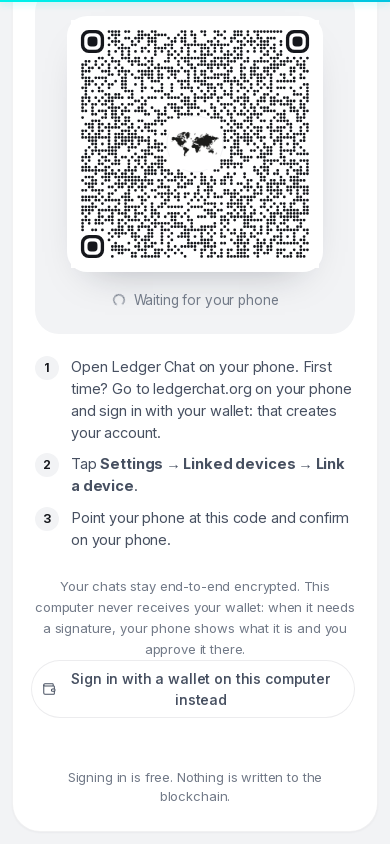 Waiting for your phone
1 Open Ledger Chat on your phone. First
time? Go to ledgerchat.org on your phone
and sign in with your wallet: that creates
your account.
2 Tap Settings → Linked devices → Link
a device.
3 Point your phone at this code and confirm
on your phone.
Your chats stay end-to-end encrypted. This
computer never receives your wallet: when it needs
a signature, your phone shows what it is and you
approve it there.
Sign in with a wallet on this computer
instead
Signing in is free. Nothing is written to the
blockchain.